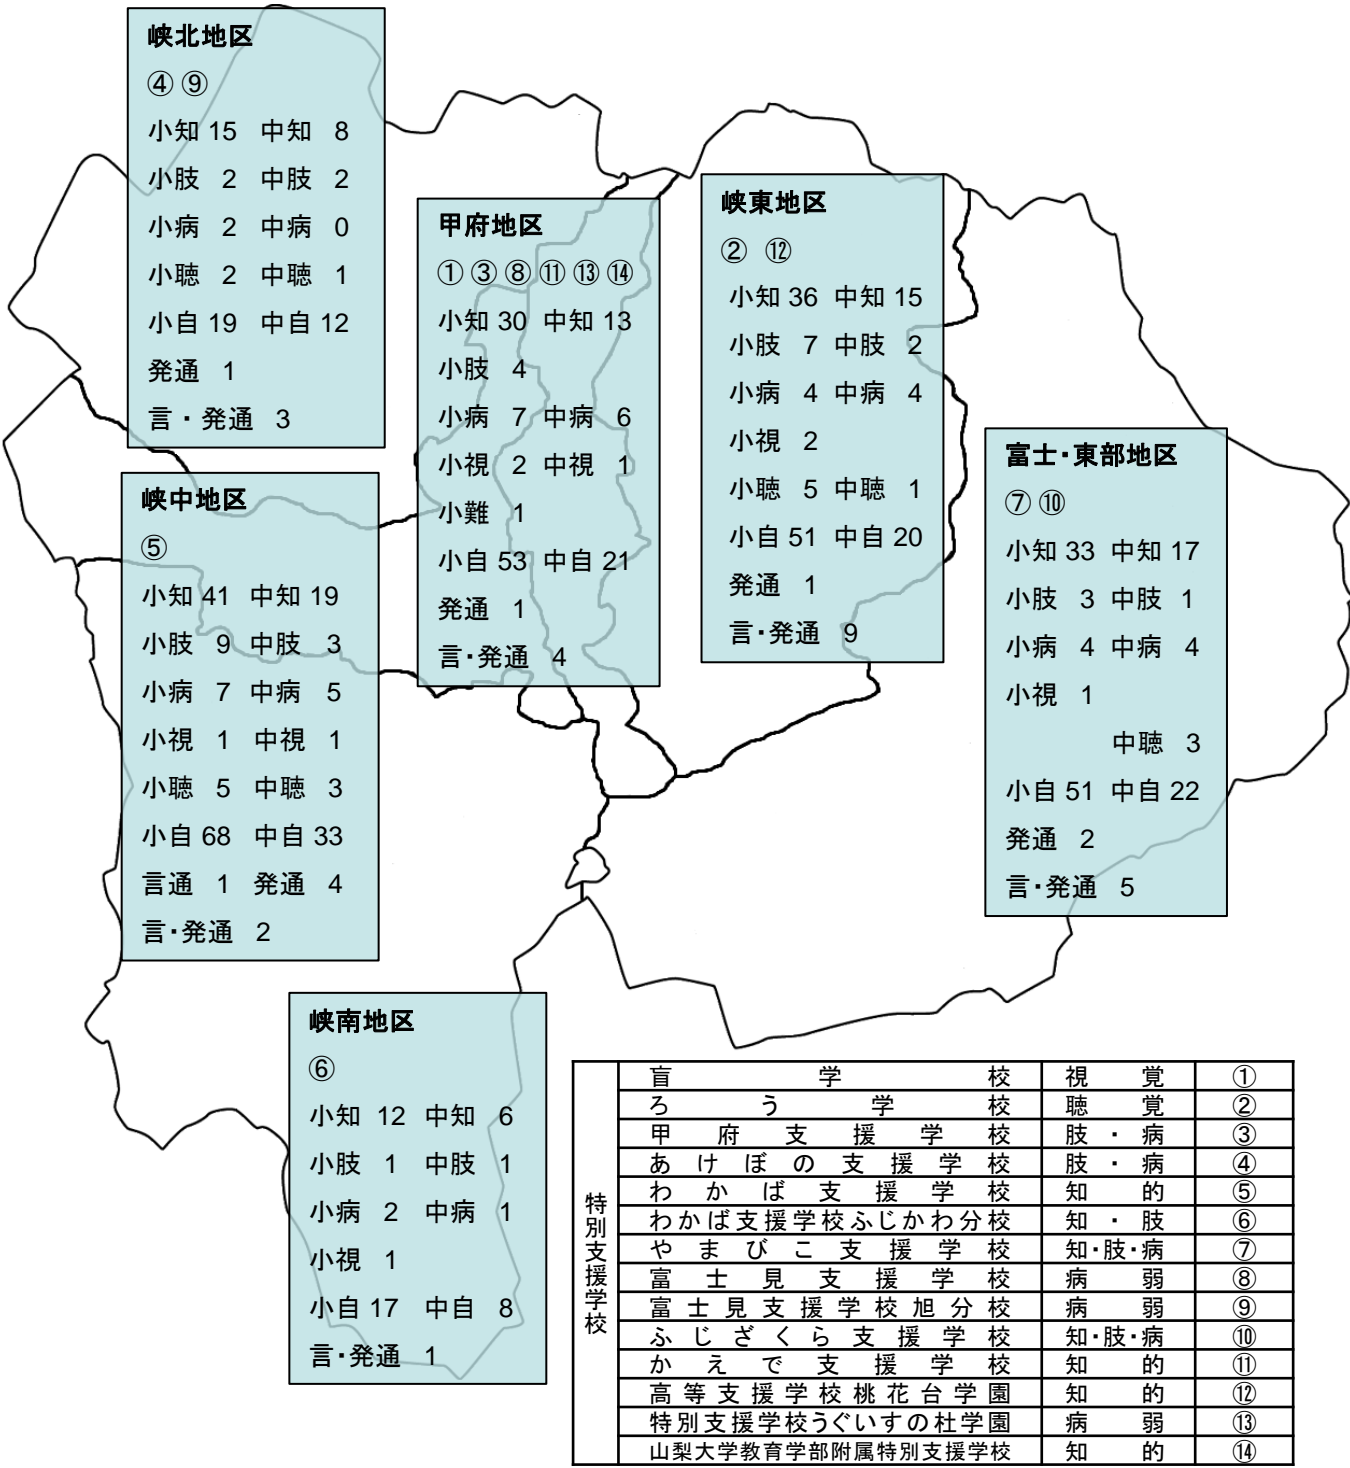 峡北地区
④ ⑨
小知 15 中知 8
小肢 2 中肢 2
小病 2 中病 0
小聴 2 中聴 1
小自 19 中自 12
発通 1
言・発通 3
甲府地区
① ③ ⑧ ⑪ ⑬ ⑭
小知 30 中知 13
小肢 4
小病 7 中病 6
小視 2 中視 1
小難 1
小自 53 中自 21
発通 1
言・発通 4
峡東地区
② ⑫
小知 36 中知 15
小肢 7 中肢 2
小病 4 中病 4
小視 2
小聴 5 中聴 1
小自 51 中自 20
発通 1
言・発通 9
富士・東部地区
⑦ ⑩
小知 33 中知 17
小肢 3 中肢 1
小病 4 中病 4
小視 1
中聴 3
小自 51 中自 22
発通 2
言・発通 5
峡中地区
⑤
小知 41 中知 19
小肢 9 中肢 3
小病 7 中病 5
小視 1 中視 1
小聴 5 中聴 3
小自 68 中自 33
言通 1 発通 4
言・発通 2
峡南地区
⑥
小知 12 中知 6
小肢 1 中肢 1
小病 2 中病 1
小視 1
小自 17 中自 8
言・発通 1
特別支援学校
盲学校 視覚 ①
ろう学校 聴覚 ②
甲府支援学校 肢・病 ③
あけぼの支援学校 肢・病 ④
わかば支援学校 知的 ⑤
わかば支援学校ふじかわ分校 知・肢 ⑥
やまびこ支援学校 知・肢・病 ⑦
富士見支援学校 病弱 ⑧
富士見支援学校旭分校 病弱 ⑨
ふじざくら支援学校 知・肢・病 ⑩
かえで支援学校 知的 ⑪
高等支援学校桃花台学園 知的 ⑫
特別支援学校うぐいすの杜学園 病弱 ⑬
山梨大学教育学部附属特別支援学校 知的 ⑭